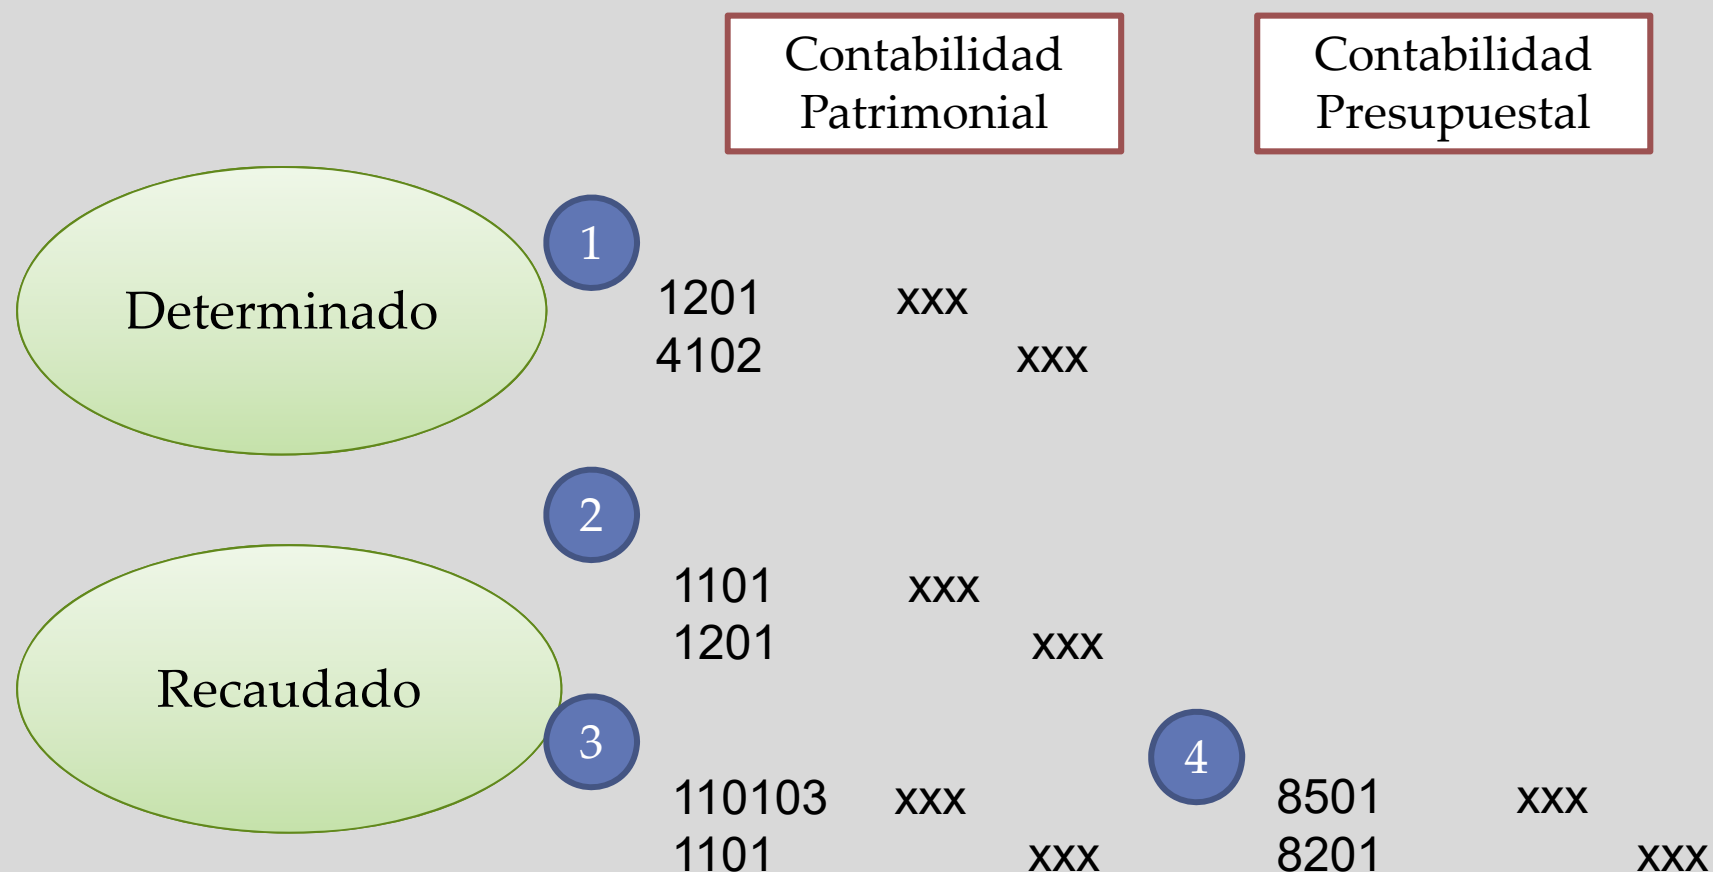 Contabilidad
Patrimonial
Contabilidad
Presupuestal
Determinado
1
1201 xxx
4102 xxx
2
1101 xxx
1201 xxx
Recaudado
3
110103 xxx
1101 xxx
4
8501 xxx
8201 xxx